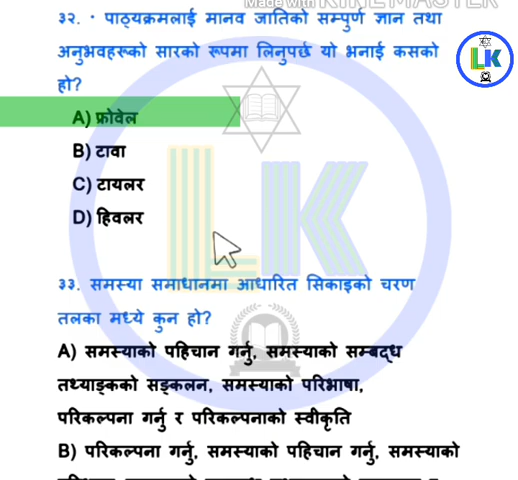 Made with KINEMASTER
३२. · पाठ्यक्रमलाई मानव जातिको सम्पुर्ण ज्ञान तथा
अनुभवहरूको सारको रूपमा लिनुपर्छ यो भनाई कसको
हो?
LK
A) फ्रोवेल
B) टावा
C) टायलर
D) हिवलर
LK
३३. समस्या समाधानमा आधारित सिकाइको चरण
तलका मध्ये कुन हो?
A) समस्याको पहिचान गर्नु, समस्याको सम्बद्ध
तथ्याङ्कको सङ्कलन, समस्याको परिभाषा,
परिकल्पना गर्नु र परिकल्पनाको स्वीकृति
B) परिकल्पना गर्नु, समस्याको पहिचान गर्नु, समस्याको